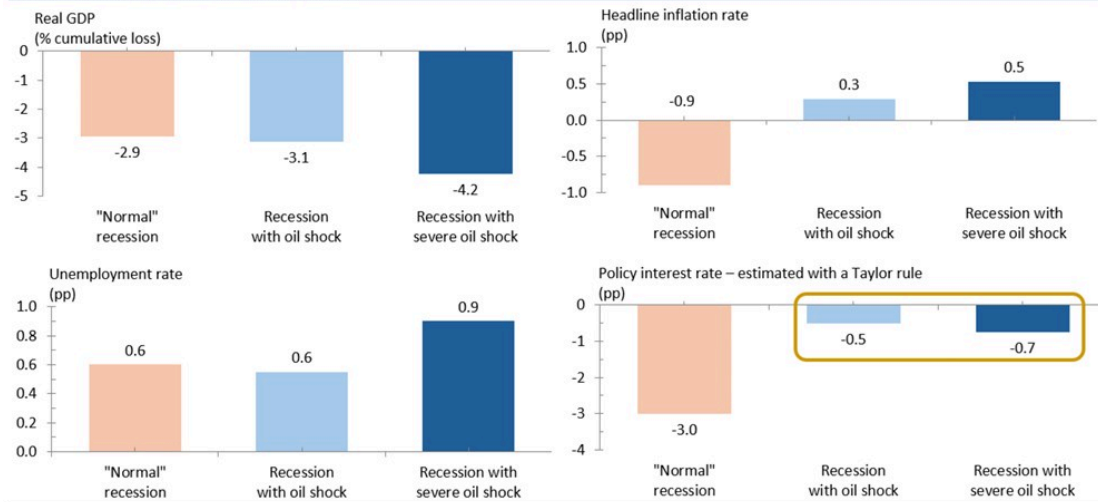 Real GDP
(% cumulative loss)
0
-1
-2
-3
-4
-5
-2.9
-3.1
-4.2
"Normal"
recession
Recession
with oil shock
Recession with
severe oil shock
Headline inflation rate
(pp)
1.0
0.5
0.0
-0.5
-1.0
-0.9
0.3
0.5
"Normal"
recession
Recession
with oil shock
Recession with
severe oil shock
Unemployment rate
(pp)
1.0
0.8
0.6
0.4
0.2
0.0
0.6
0.6
0.9
"Normal"
recession
Recession
with oil shock
Recession with
severe oil shock
Policy interest rate – estimated with a Taylor rule
(pp)
0
-1
-2
-3
-4
-3.0
-0.5
-0.7
"Normal"
recession
Recession
with oil shock
Recession with
severe oil shock